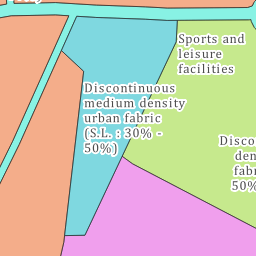 Sports and
leisure
facilities
Discontinuous
medium density
urban fabric
(S.L. : 30% -
50%)
Disco
den
fabr
50%